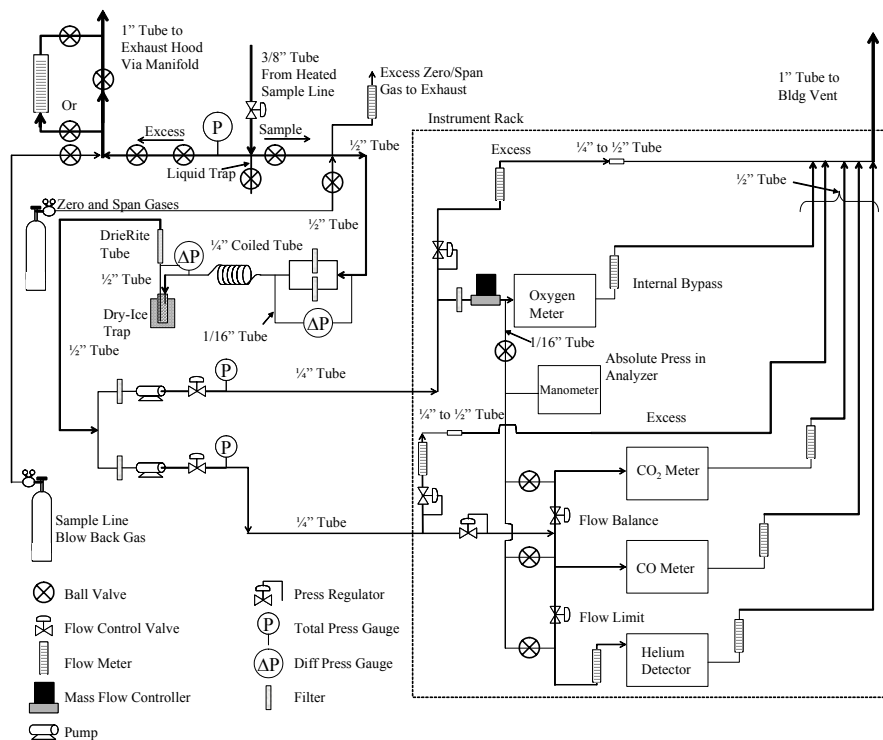 1” Tube to
Exhaust Hood
Via Manifold
3/8” Tube
From Heated
Sample Line
Excess Zero/Span
Gas to Exhaust
1” Tube to
Bldg Vent
Or
Excess
P
Sample
½” Tube
Liquid Trap
Instrument Rack
Excess
¼” to ½” Tube
½” Tube
Zero and Span Gases
½” Tube
DrieRite
Tube
ΔP
¼” Coiled Tube
½” Tube
Dry-Ice
Trap
1/16” Tube
ΔP
½” Tube
Oxygen
Meter
Internal Bypass
1/16” Tube
Absolute Press in
Analyzer
Manometer
P
¼” Tube
¼” to ½” Tube
Excess
P
¼” Tube
CO2 Meter
Flow Balance
CO Meter
Flow Limit
Helium
Detector
Sample Line
Blow Back Gas
Ball Valve
Flow Control Valve
Flow Meter
Mass Flow Controller
Pump
Press Regulator
P
Total Press Gauge
ΔP
Diff Press Gauge
Filter